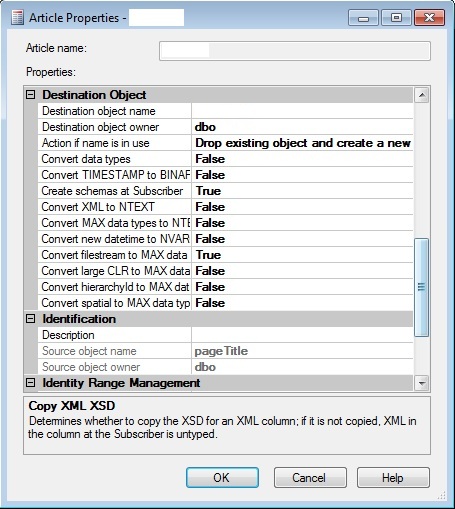 Article Properties -
Article name:
Properties:
Destination Object
Destination object name
Destination object owner dbo
Action if name is in use Drop existing object and create a new
Convert data types False
Convert TIMESTAMP to BINAR False
Create schemas at Subscriber True
Convert XML to NTEXT False
Convert MAX data types to NTE False
Convert new datetime to NVAR False
Convert filestream to MAX data True
Convert large CLR to MAX data False
Convert hierarchyId to MAX dat False
Convert spatial to MAX data typ False
Identification
Description
Source object name pageTitle
Source object owner dbo
Identity Range Management
Copy XML XSD
Determines whether to copy the XSD for an XML column; if it is not copied, XML in
the column at the Subscriber is untyped.
OK Cancel Help